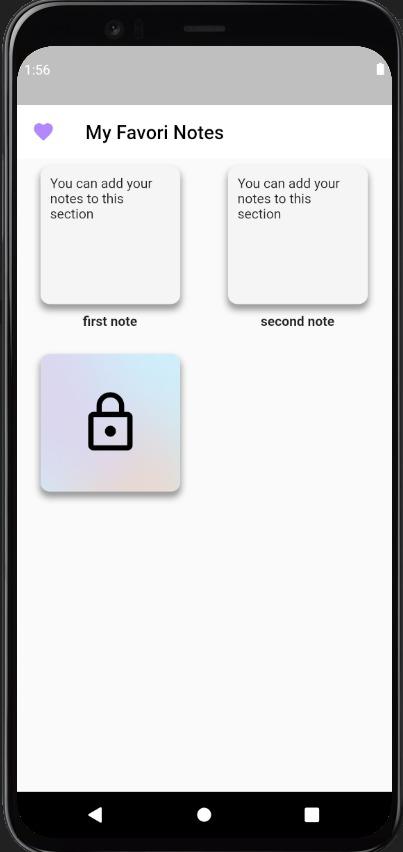 1:56
My Favori Notes
You can add your
notes to this
section
You can add your
notes to this
section
first note
second note